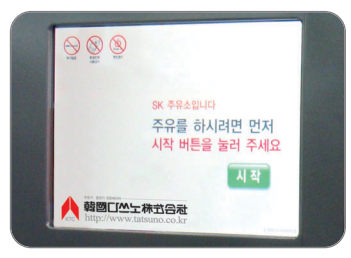 SK 주유소입니다
주유를 하시려면 먼저
시작 버튼을 눌러 주세요
시작
韓國다쓰노株式会社
http://www.tatsuno.co.kr